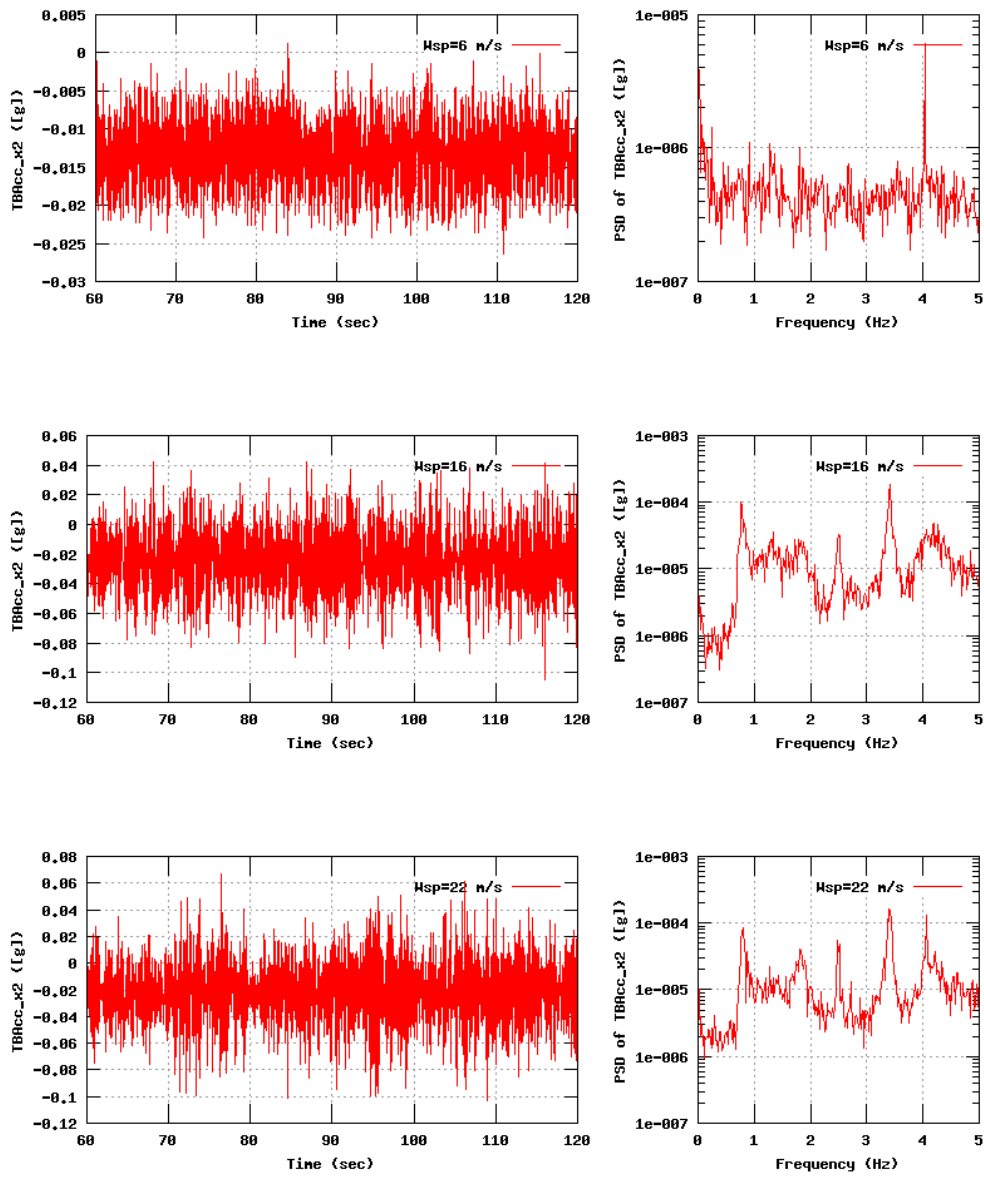 0.005
0
-0.005
-0.01
-0.015
-0.02
-0.025
-0.03
60 70 80 90 100 110 120
TBAcc_x2 ([g])
Time (sec)
Wsp=6 m/s
1e-005
1e-006
1e-007
0 1 2 3 4 5
PSD of TBAcc_x2 ([g])
Frequency (Hz)
Wsp=6 m/s
0.06
0.04
0.02
0
-0.02
-0.04
-0.06
-0.08
-0.1
-0.12
60 70 80 90 100 110 120
TBAcc_x2 ([g])
Time (sec)
Wsp=16 m/s
1e-003
1e-004
1e-005
1e-006
1e-007
0 1 2 3 4 5
PSD of TBAcc_x2 ([g])
Frequency (Hz)
Wsp=16 m/s
0.08
0.06
0.04
0.02
0
-0.02
-0.04
-0.06
-0.08
-0.1
-0.12
60 70 80 90 100 110 120
TBAcc_x2 ([g])
Time (sec)
Wsp=22 m/s
1e-003
1e-004
1e-005
1e-006
1e-007
0 1 2 3 4 5
PSD of TBAcc_x2 ([g])
Frequency (Hz)
Wsp=22 m/s